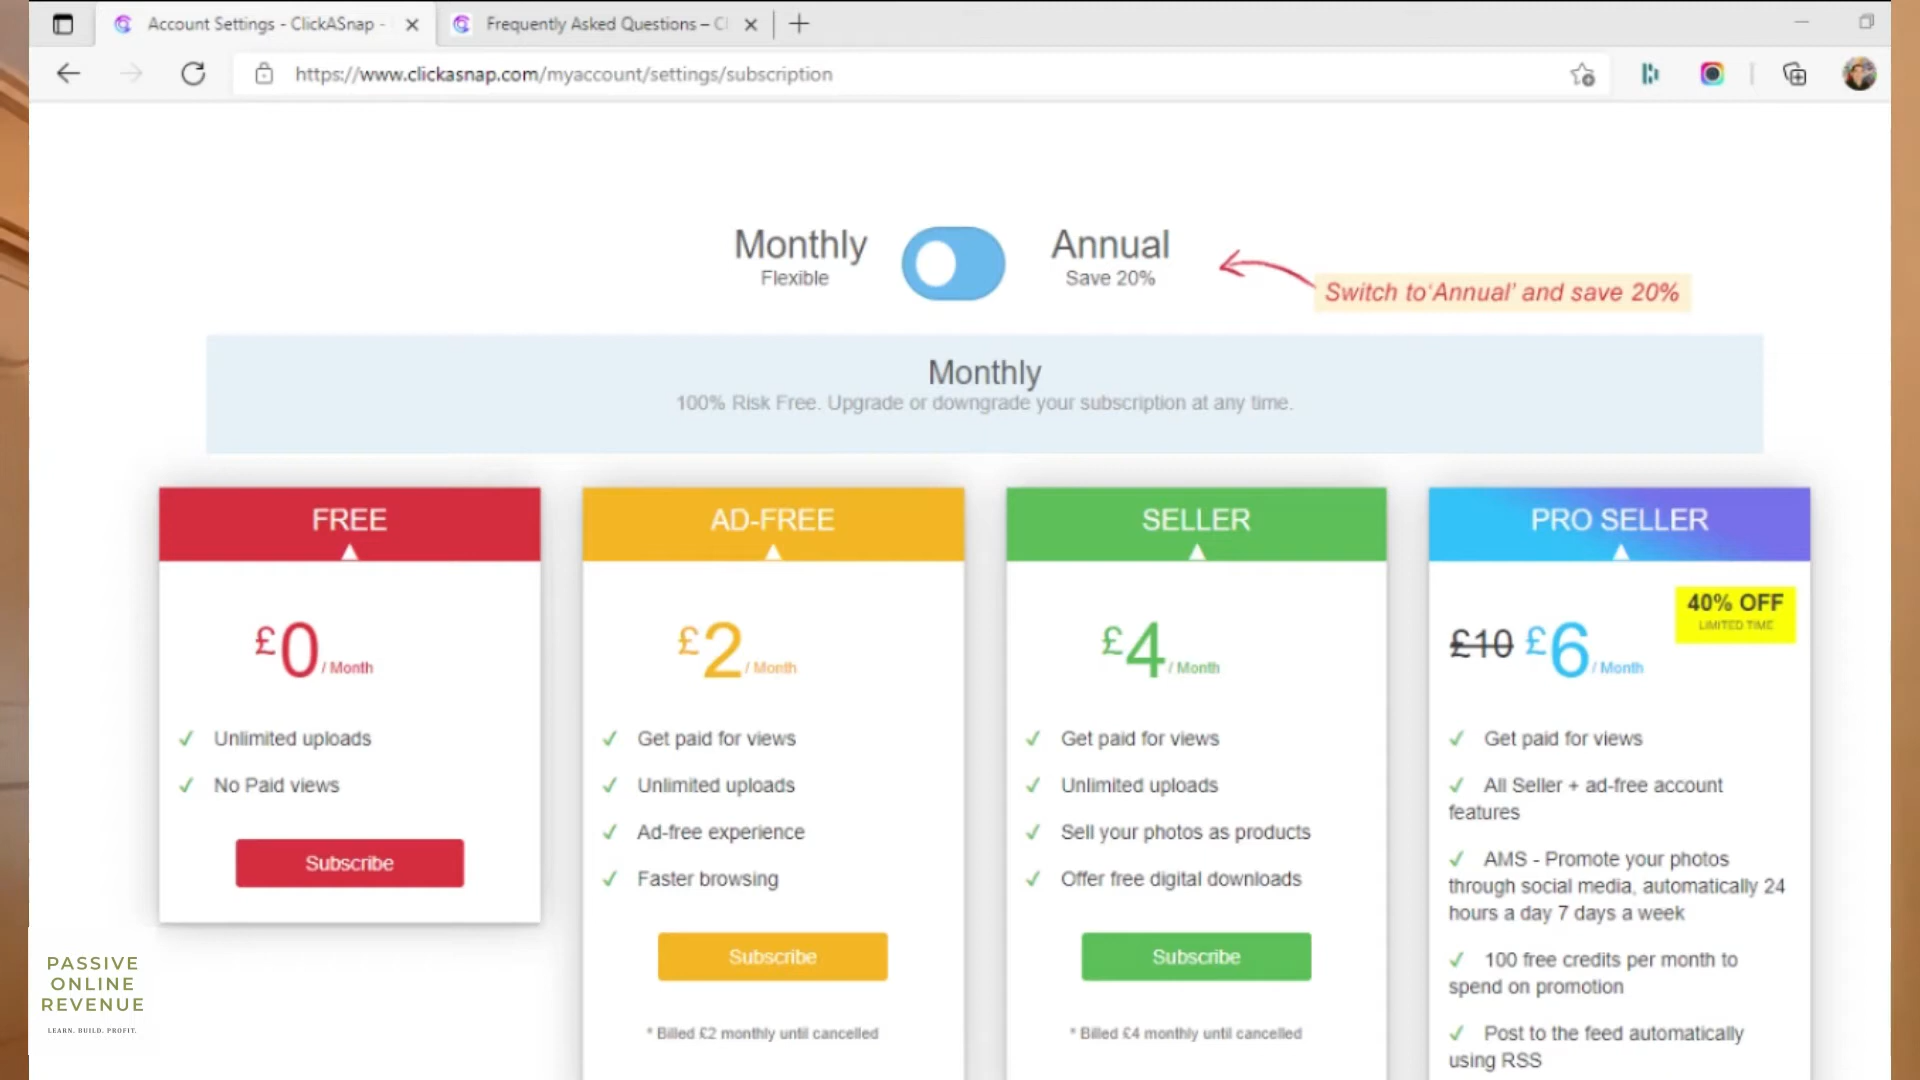 Account Settings - ClickASnap -
Frequently Asked Questions – Cl
https://www.clickasnap.com/myaccount/settings/subscription
Monthly
Flexible
Annual
Save 20%
Switch to‘Annual’ and save 20%
Monthly
100% Risk Free. Upgrade or downgrade your subscription at any time.
FREE
£0 / Month
✓ Unlimited uploads
✓ No Paid views
Subscribe
AD-FREE
£2 / Month
✓ Get paid for views
✓ Unlimited uploads
✓ Ad-free experience
✓ Faster browsing
Subscribe
* Billed £2 monthly until cancelled
SELLER
£4 / Month
✓ Get paid for views
✓ Unlimited uploads
✓ Sell your photos as products
✓ Offer free digital downloads
Subscribe
* Billed £4 monthly until cancelled
PRO SELLER
40% OFF
LIMITED TIME
£10 £6 / Month
✓ Get paid for views
✓ All Seller + ad-free account
features
✓ AMS - Promote your photos
through social media, automatically 24
hours a day 7 days a week
✓ 100 free credits per month to
spend on promotion
✓ Post to the feed automatically
using RSS
PASSIVE
ONLINE
REVENUE
LEARN. BUILD. PROFIT.